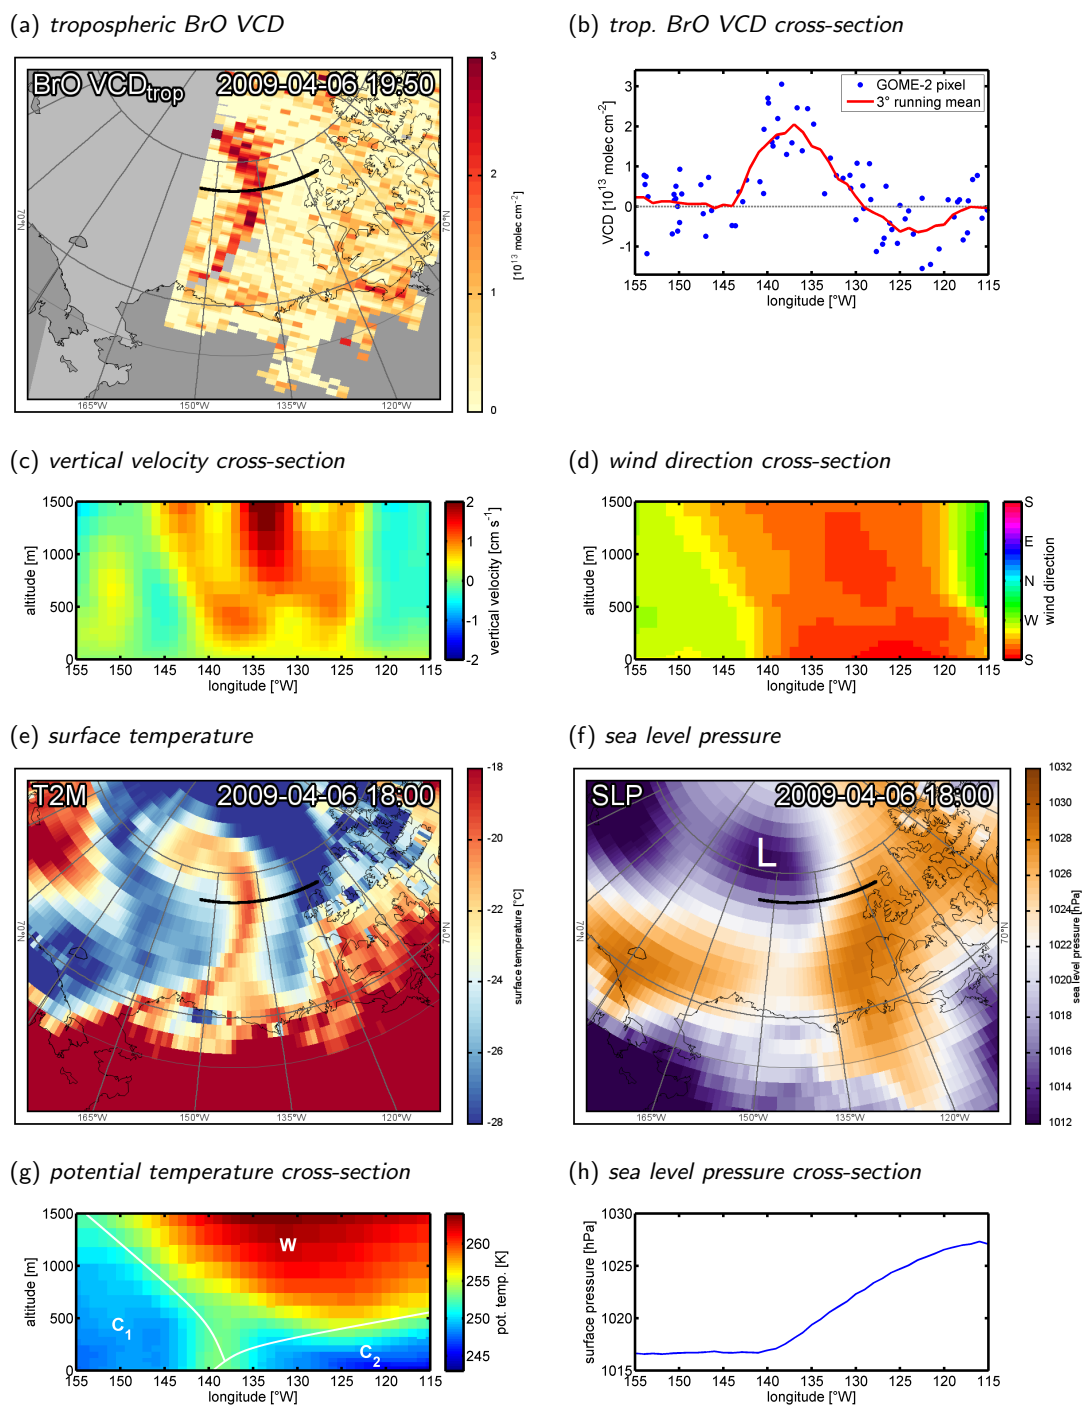 (a) tropospheric BrO VCD
BrO VCDtrop 2009-04-06 19:50
70°N
70°N
165°W 150°W 135°W 120°W
3
2
1
0
[10^13 molec cm^-2]
(b) trop. BrO VCD cross-section
GOME-2 pixel
3° running mean
VCD [10^13 molec cm^-2]
3
2
1
0
-1
155 150 145 140 135 130 125 120 115
longitude [°W]
(c) vertical velocity cross-section
altitude [m]
1500
1000
500
0
155 150 145 140 135 130 125 120 115
longitude [°W]
2
1
0
-1
-2
vertical velocity [cm s^-1]
(d) wind direction cross-section
altitude [m]
1500
1000
500
0
155 150 145 140 135 130 125 120 115
longitude [°W]
S
E
N
W
S
wind direction
(e) surface temperature
T2M 2009-04-06 18:00
70°N
70°N
165°W 150°W 135°W 120°W
-18
-20
-22
-24
-26
-28
surface temperature [°C]
(f) sea level pressure
SLP 2009-04-06 18:00
L
70°N
70°N
165°W 150°W 135°W 120°W
1032
1030
1028
1026
1024
1022
1020
1018
1016
1014
1012
sea level pressure [hPa]
(g) potential temperature cross-section
altitude [m]
1500
1000
500
0
W
C1
C2
155 150 145 140 135 130 125 120 115
longitude [°W]
260
255
250
245
pot. temp. [K]
(h) sea level pressure cross-section
surface pressure [hPa]
1030
1025
1020
1015
155 150 145 140 135 130 125 120 115
longitude [°W]